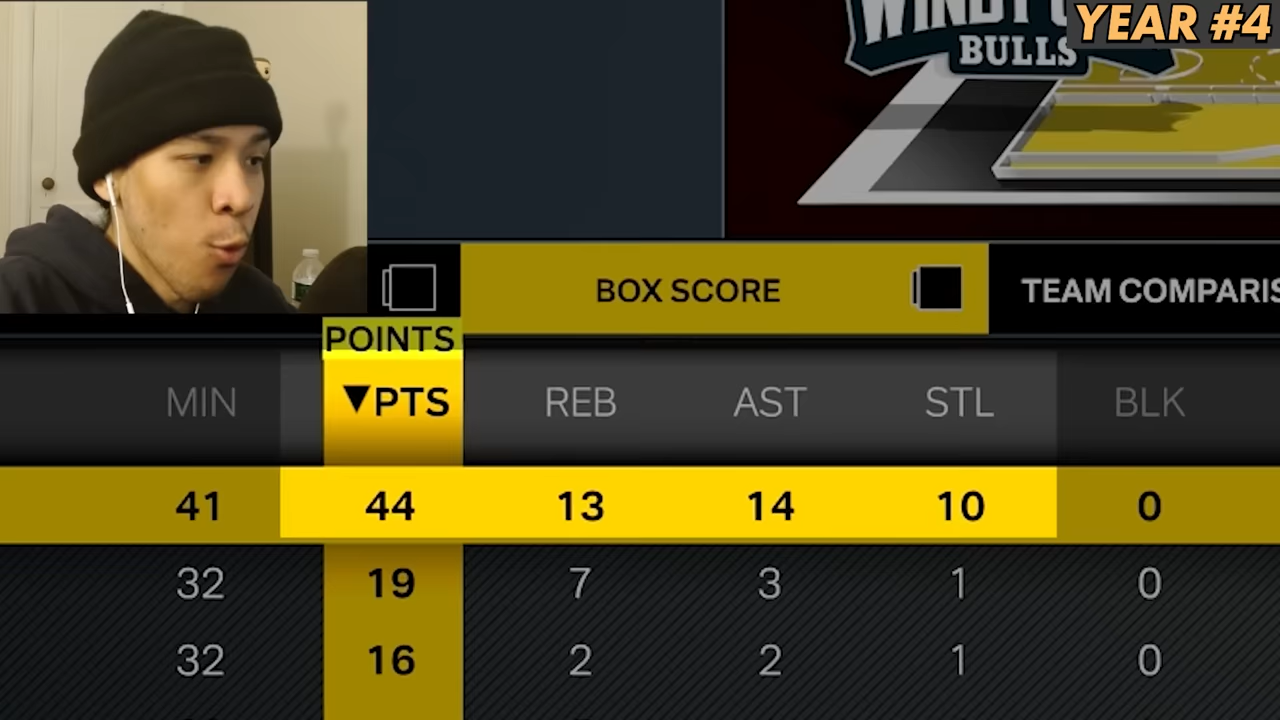 WINDY
BULLS
YEAR #4
BOX SCORE
TEAM COMPARIS
POINTS
MIN ▼PTS REB AST STL BLK
41 44 13 14 10 0
32 19 7 3 1 0
32 16 2 2 1 0